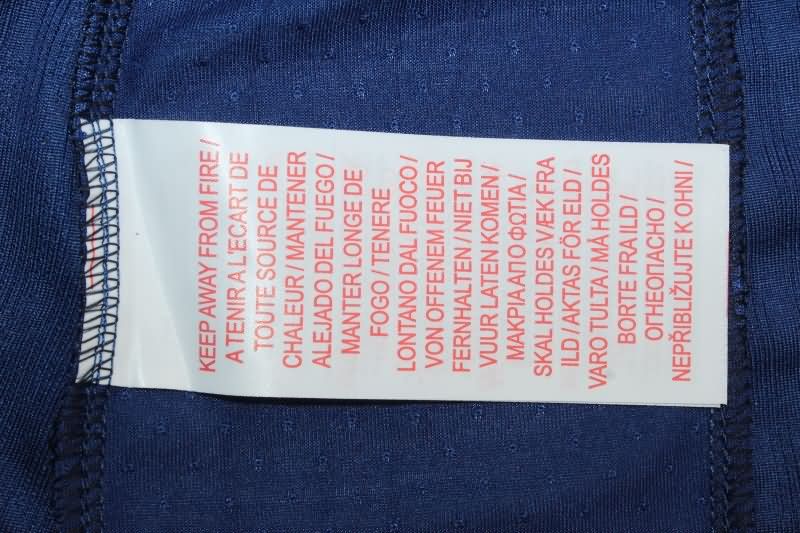 KEEP AWAY FROM FIRE /
A TENIR A L'ECART DE
TOUTE SOURCE DE
CHALEUR / MANTENER
ALEJADO DEL FUEGO /
MANTER LONGE DE
FOGO / TENERE
LONTANO DAL FUOCO/
VON OFFENEM FEUER
FERNHALTEN / NIET BIJ
VUUR LATEN KOMEN /
ΜΑΚΡΙΑ ΑΠΟ ΦΩΤΙΑ /
SKAL HOLDES VÆK FRA
ILD / AKTAS FÖR ELD /
VARO TULTA / MÅ HOLDES
BORTE FRA ILD /
ОГНЕОПАСНО /
NEPŘIBLIŽUJTE K OHNI /